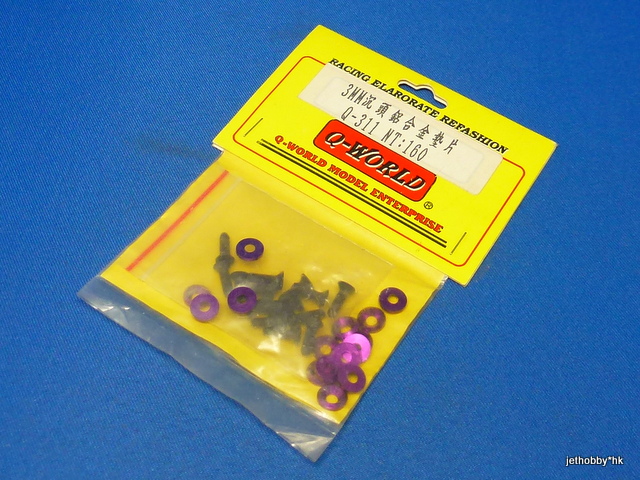 RACING ELARORATE REFASHION
3MM沉頭鋁合金墊片
Q-311 NT:160
Q-WORLD
®
Q-WORLD MODEL ENTERPRISE
jethobby*hk